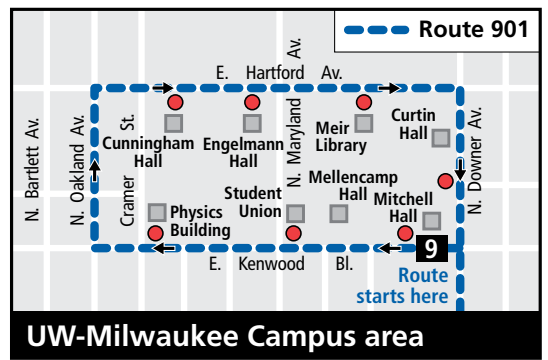 Route 901
N. Bartlett Av.
N. Oakland Av.
Cramer St.
E. Hartford Av.
N. Maryland Av.
N. Downer Av.
Cunningham
Hall
Engelmann
Hall
Meir
Library
Curtin
Hall
Physics
Building
Student
Union
Mellencamp
Hall
Mitchell
Hall
9
E. Kenwood Bl.
Route
starts here
UW-Milwaukee Campus area